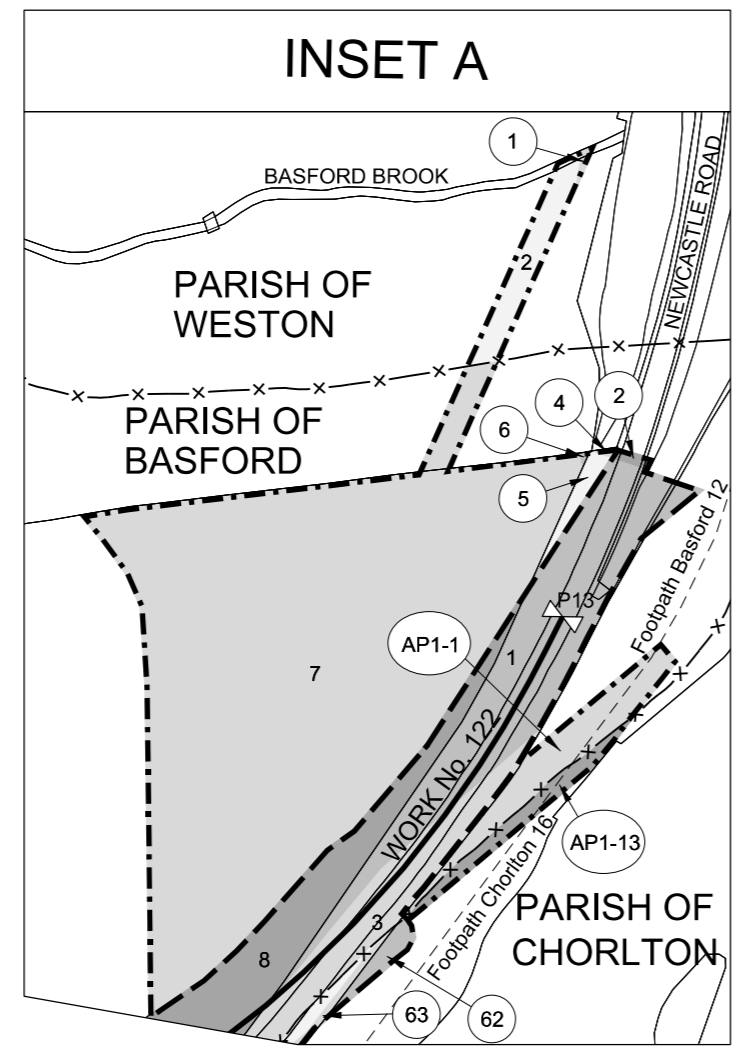 INSET A
1
BASFORD BROOK
NEWCASTLE ROAD
2
PARISH OF
WESTON
PARISH OF
BASFORD
2
4
6
5
Footpath Basford 12
P13
AP1-1
1
7
WORK No. 122
AP1-13
Footpath Chorlton 16
PARISH OF
CHORLTON
3
8
63
62